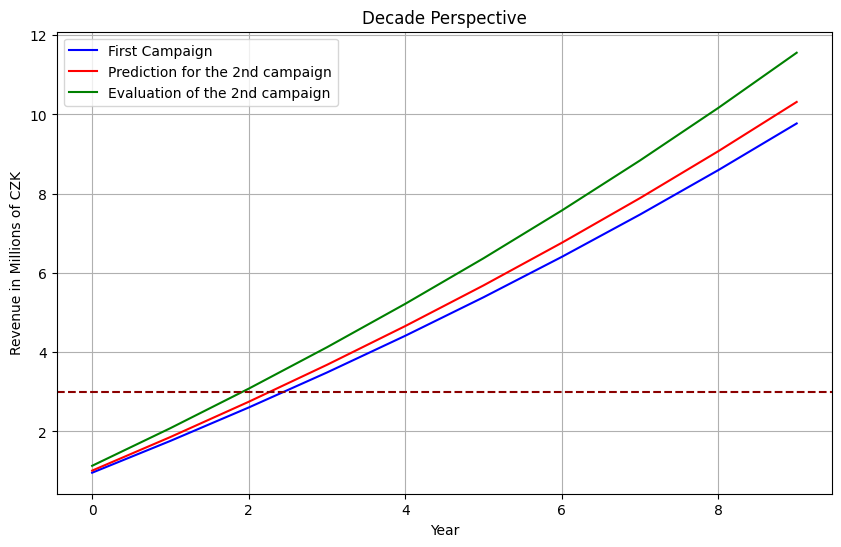 Decade Perspective
First Campaign
Prediction for the 2nd campaign
Evaluation of the 2nd campaign
Revenue in Millions of CZK
12
10
8
6
4
2
0
2
4
6
8
Year